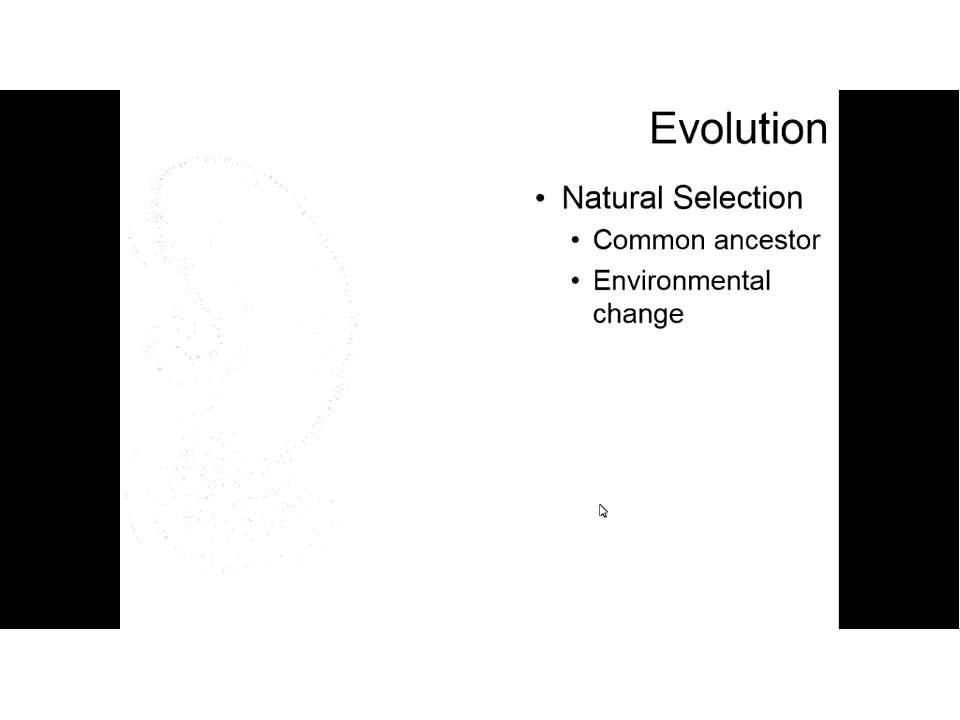 Evolution
• Natural Selection
• Common ancestor
• Environmental
change